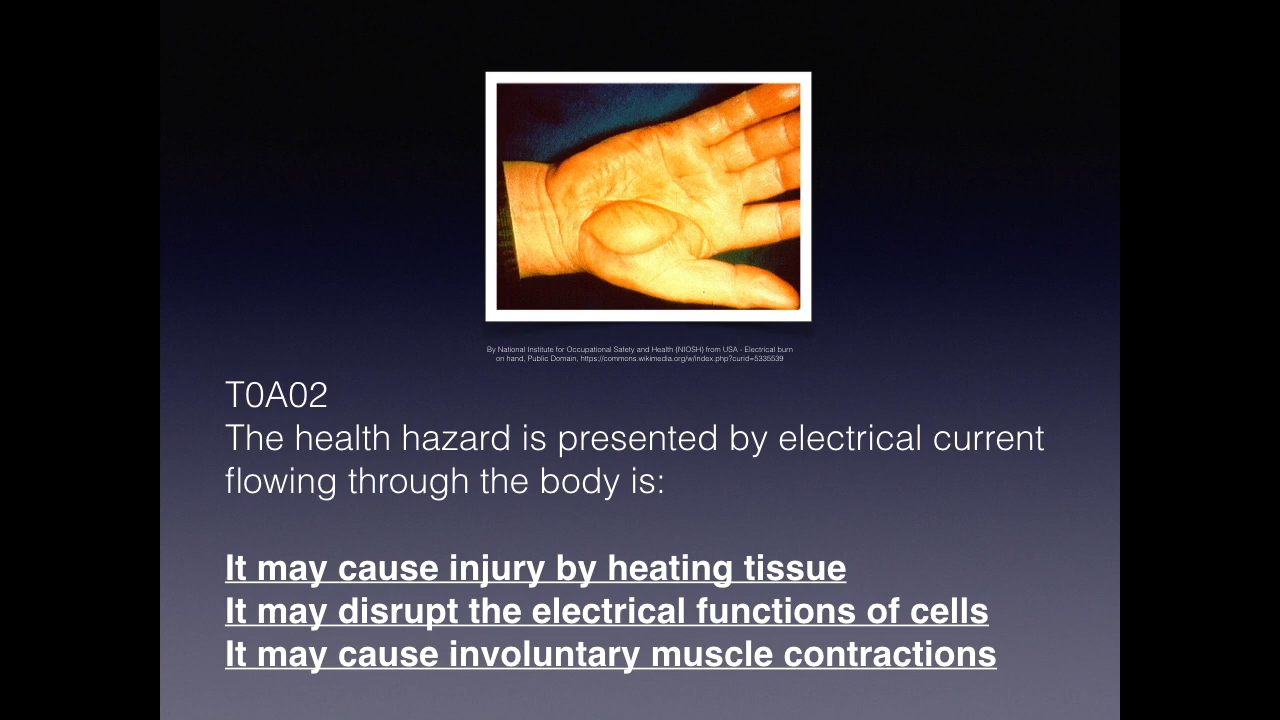 By National Institute for Occupational Safety and Health (NIOSH) from USA - Electrical burn
on hand, Public Domain, https://commons.wikimedia.org/w/index.php?curid=5335539
T0A02
The health hazard is presented by electrical current
flowing through the body is:
It may cause injury by heating tissue
It may disrupt the electrical functions of cells
It may cause involuntary muscle contractions